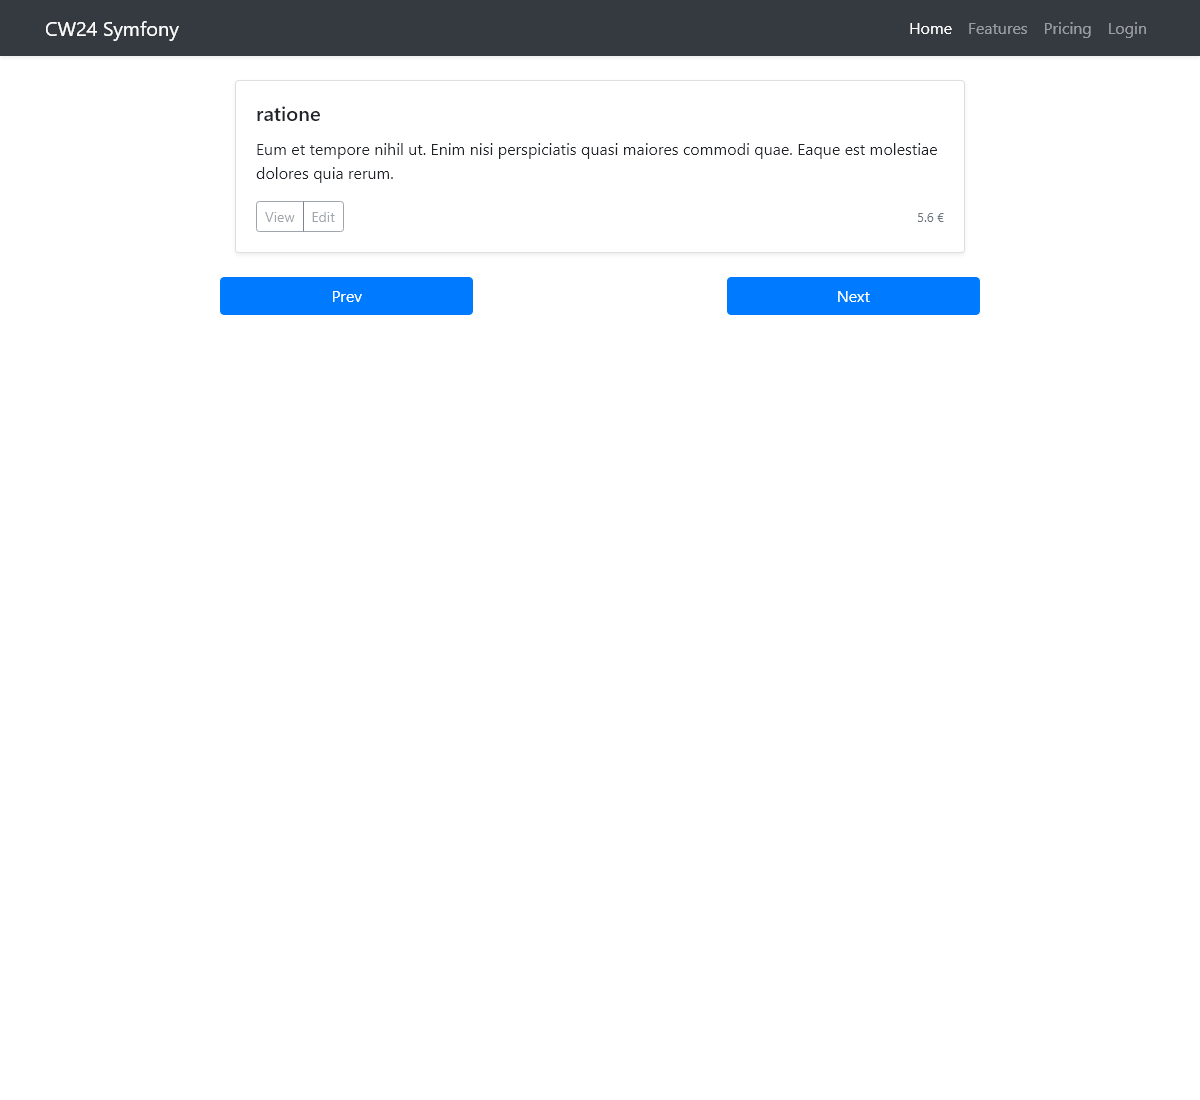 CW24 Symfony
Home Features Pricing Login
ratione
Eum et tempore nihil ut. Enim nisi perspiciatis quasi maiores commodi quae. Eaque est molestiae
dolores quia rerum.
View Edit 5.6 €
Prev Next